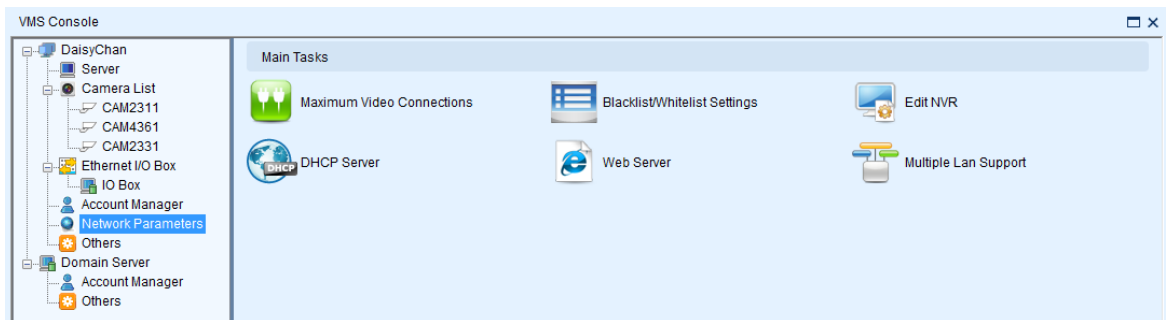 VMS Console
DaisyChan
Server
Camera List
CAM2311
CAM4361
CAM2331
Ethernet I/O Box
IO Box
Account Manager
Network Parameters
Others
Domain Server
Account Manager
Others
Main Tasks
Maximum Video Connections
Blacklist/Whitelist Settings
Edit NVR
DHCP
DHCP Server
Web Server
Multiple Lan Support